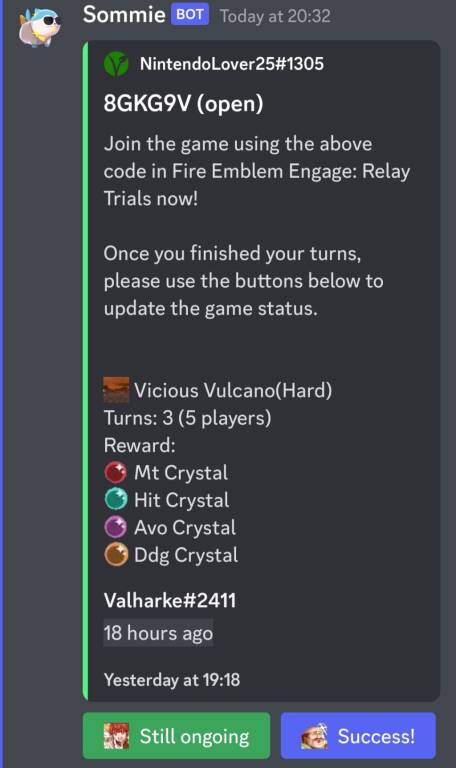 Sommie BOT Today at 20:32
NintendoLover25#1305
8GKG9V (open)
Join the game using the above
code in Fire Emblem Engage: Relay
Trials now!
Once you finished your turns,
please use the buttons below to
update the game status.
Vicious Vulcano(Hard)
Turns: 3 (5 players)
Reward:
Mt Crystal
Hit Crystal
Avo Crystal
Ddg Crystal
Valharke#2411
18 hours ago
Yesterday at 19:18
Still ongoing Success!